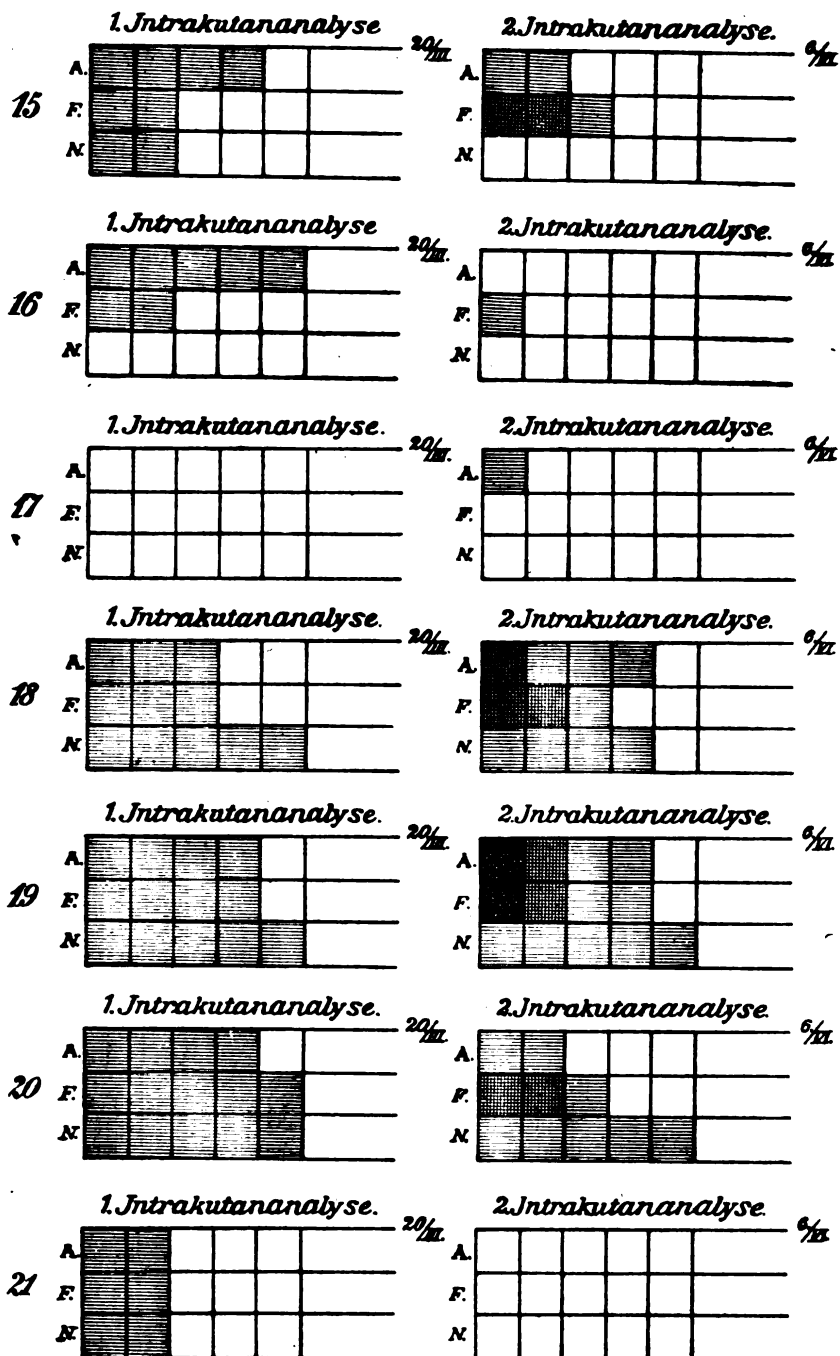 1. Jntrakutananalyse 20/III. 2. Jntrakutananalyse. 6/VI.
A. A.
15 F. F.
N. N.
1. Jntrakutananalyse 20/III. 2. Jntrakutananalyse. 6/VI.
A. A.
16 F. F.
N. N.
1. Jntrakutananalyse. 20/III. 2. Jntrakutananalyse. 6/VI.
A. A.
17 F. F.
N. N.
1. Jntrakutananalyse. 20/III. 2. Jntrakutananalyse. 6/VI.
A. A.
18 F. F.
N. N.
1. Jntrakutananalyse. 20/III. 2. Jntrakutananalyse. 6/VI.
A. A.
19 F. F.
N. N.
1. Jntrakutananalyse. 20/III. 2. Jntrakutananalyse. 6/VI.
A. A.
20 F. F.
N. N.
1. Jntrakutananalyse. 20/III. 2. Jntrakutananalyse. 6/VI.
A. A.
21 F. F.
N. N.